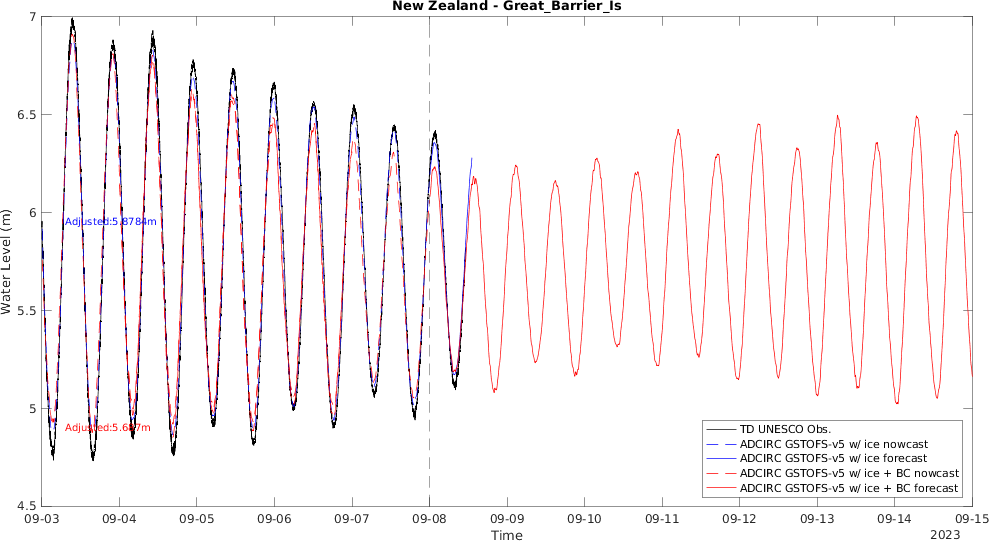 New Zealand - Great_Barrier_Is
7
6.5
6
5.5
5
4.5
Water Level (m)
Adjusted:5.8784m
TD UNESCO Obs.
ADCIRC GSTOFS-v5 w/ ice nowcast
ADCIRC GSTOFS-v5 w/ ice forecast
ADCIRC GSTOFS-v5 w/ ice + BC nowcast
ADCIRC GSTOFS-v5 w/ ice + BC forecast
09-03 09-04 09-05 09-06 09-07 09-08 09-09 09-10 09-11 09-12 09-13 09-14 09-15
Time
2023